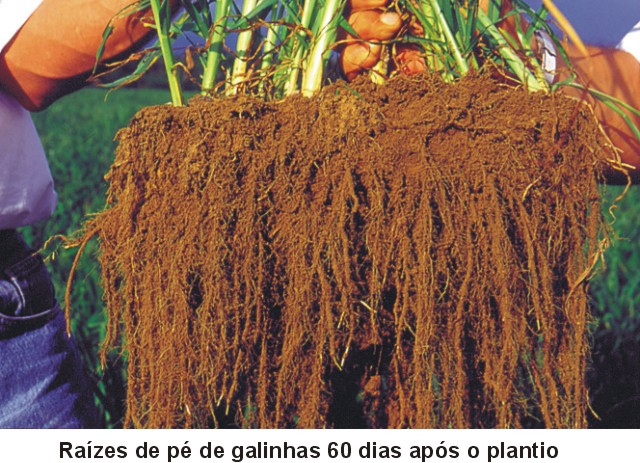 Raízes de pé de galinhas 60 dias após o plantio